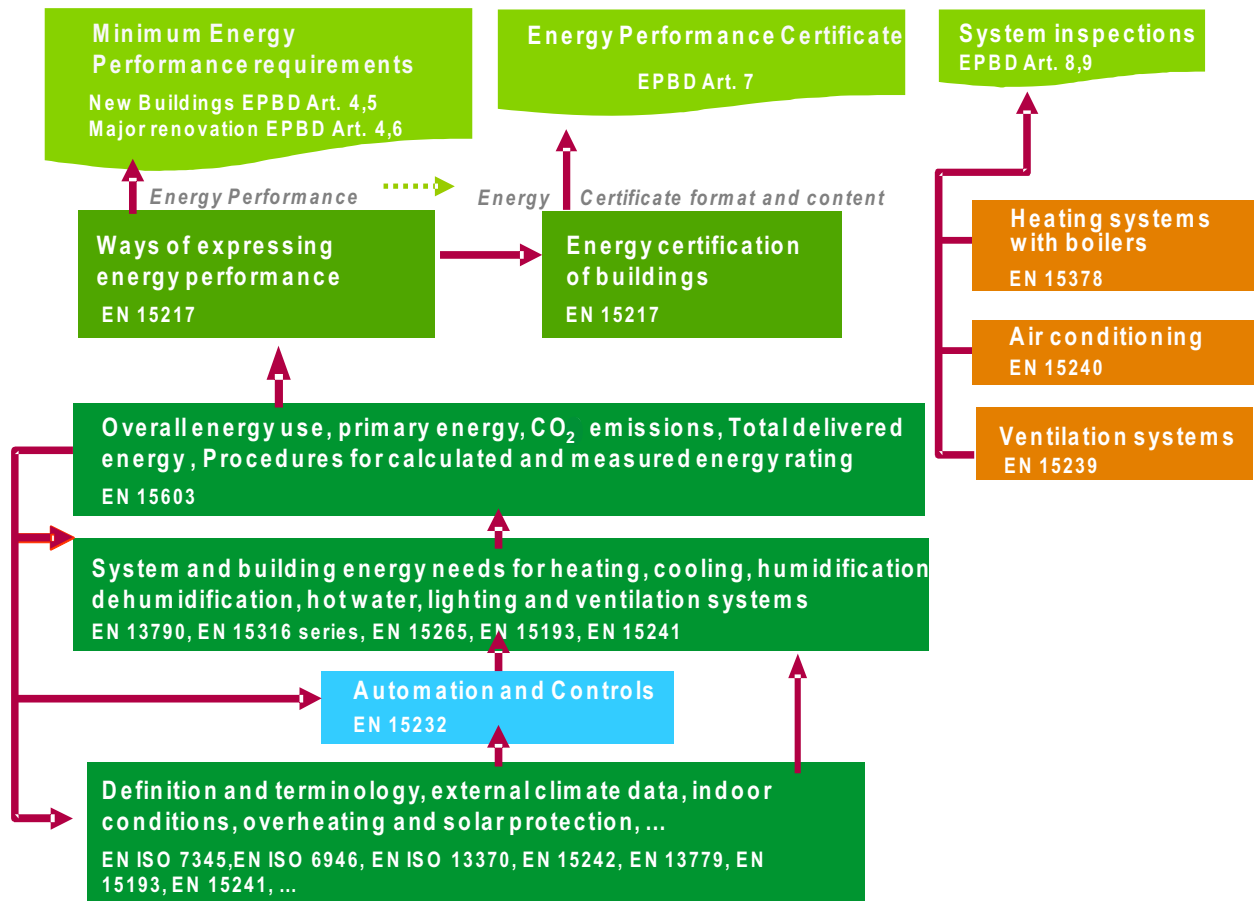 Minimum Energy
Performance requirements
New Buildings EPBD Art. 4,5
Major renovation EPBD Art. 4,6
Energy Performance Certificate
EPBD Art. 7
System inspections
EPBD Art. 8,9
Energy Performance
Energy
Certificate format and content
Ways of expressing
energy performance
EN 15217
Energy certification
of buildings
EN 15217
Heating systems
with boilers
EN 15378
Air conditioning
EN 15240
Ventilation systems
EN 15239
Overall energy use, primary energy, CO₂ emissions, Total delivered
energy, Procedures for calculated and measured energy rating
EN 15603
System and building energy needs for heating, cooling, humidification
dehumidification, hot water, lighting and ventilation systems
EN 13790, EN 15316 series, EN 15265, EN 15193, EN 15241
Automation and Controls
EN 15232
Definition and terminology, external climate data, indoor
conditions, overheating and solar protection, ...
EN ISO 7345,EN ISO 6946, EN ISO 13370, EN 15242, EN 13779, EN
15193, EN 15241, ...